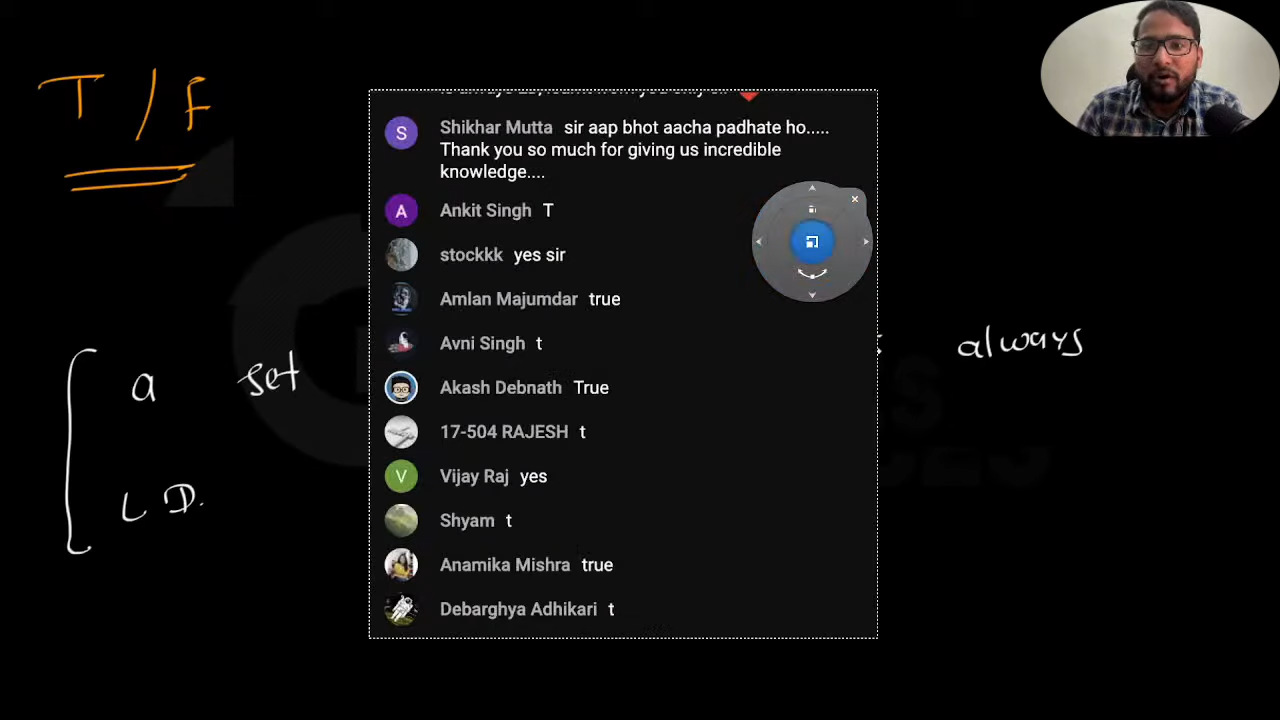 T / F
Shikhar Mutta sir aap bhot aacha padhate ho.....
Thank you so much for giving us incredible
knowledge....
Ankit Singh T
stockkk yes sir
Amlan Majumdar true
Avni Singh t
always
a set
Akash Debnath True
17-504 RAJESH t
Vijay Raj yes
L D.
Shyam t
Anamika Mishra true
Debarghya Adhikari t